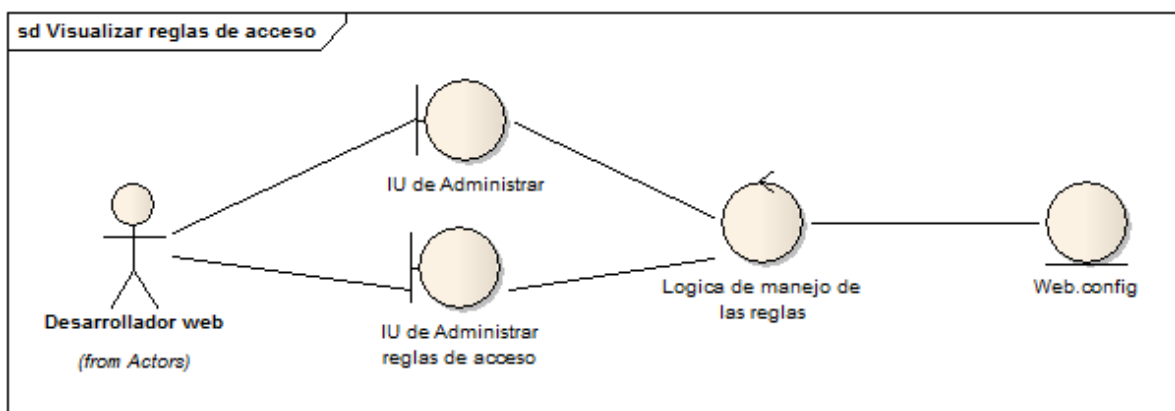 sd Visualizar reglas de acceso
IU de Administrar
Desarrollador web
(from Actors)
IU de Administrar
reglas de acceso
Logica de manejo de
las reglas
Web.config